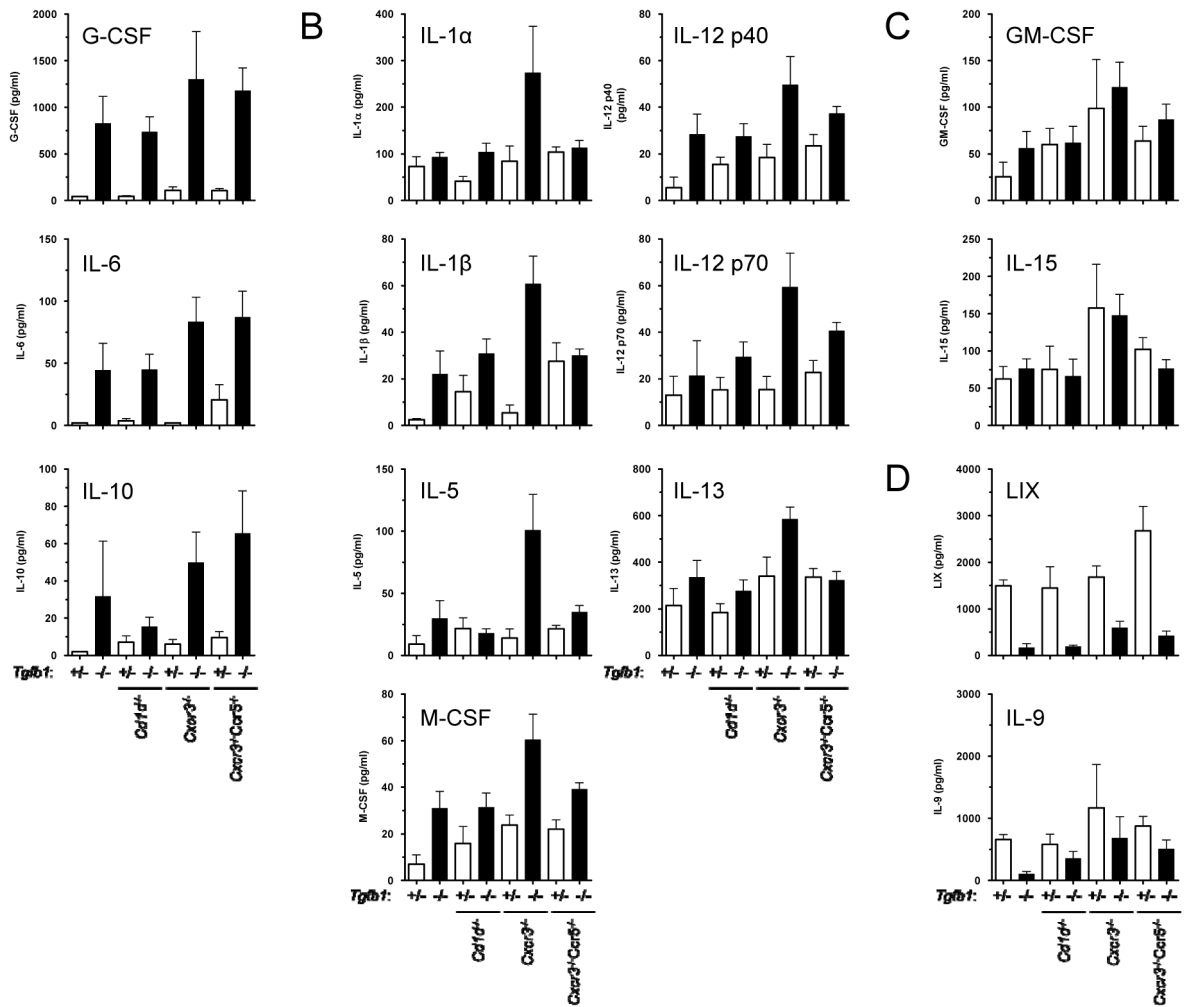 G-CSF
G-CSF (pg/ml)
2000
1500
1000
500
0
IL-6
IL-6 (pg/ml)
150
100
50
0
IL-10
IL-10 (pg/ml)
100
80
60
40
20
0
Tgfb1: +/- -/- +/- -/- +/- -/- +/- -/-
Cd1d-/-
Cxcr3-/-
Cxcr3-/-Ccr5-/-
B
IL-1α
IL-1α (pg/ml)
400
300
200
100
0
IL-12 p40
IL-12 p40
(pg/ml)
80
60
40
20
0
IL-1β
IL-1β (pg/ml)
80
60
40
20
0
IL-12 p70
IL-12 p70 (pg/ml)
80
60
40
20
0
IL-5
IL-5 (pg/ml)
150
100
50
0
IL-13
IL-13 (pg/ml)
800
600
400
200
0
Tgfb1: +/- -/- +/- -/- +/- -/- +/- -/-
Cd1d-/-
Cxcr3-/-
Cxcr3-/-Ccr5-/-
M-CSF
M-CSF (pg/ml)
80
60
40
20
0
Tgfb1: +/- -/- +/- -/- +/- -/- +/- -/-
Cd1d-/-
Cxcr3-/-
Cxcr3-/-Ccr5-/-
C
GM-CSF
GM-CSF (pg/ml)
200
150
100
50
0
IL-15
IL-15 (pg/ml)
250
200
150
100
50
0
D
LIX
LIX (pg/ml)
4000
3000
2000
1000
0
IL-9
IL-9 (pg/ml)
3000
2000
1000
500
0
Tgfb1: +/- -/- +/- -/- +/- -/- +/- -/-
Cd1d-/-
Cxcr3-/-
Cxcr3-/-Ccr5-/-